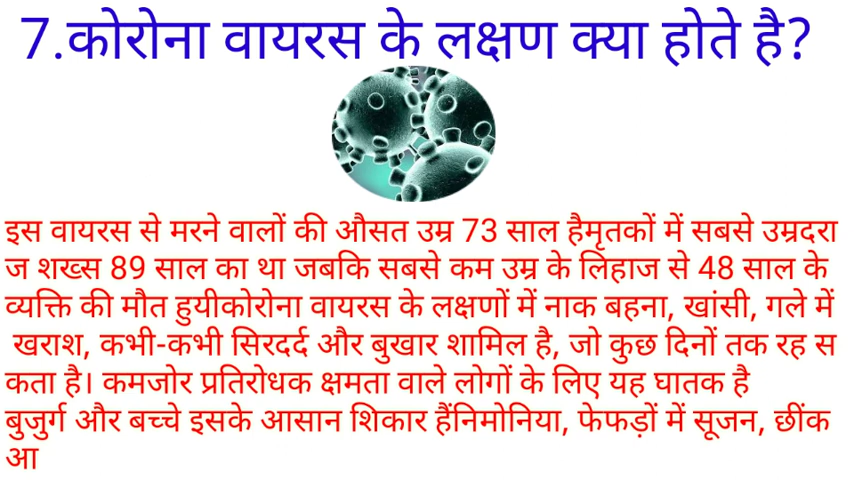 7.कोरोना वायरस के लक्षण क्या होते है?
इस वायरस से मरने वालों की औसत उम्र 73 साल हैमृतकों में सबसे उम्रदरा
ज शख्स 89 साल का था जबकि सबसे कम उम्र के लिहाज से 48 साल के
व्यक्ति की मौत हुयीकोरोना वायरस के लक्षणों में नाक बहना, खांसी, गले में
खराश, कभी-कभी सिरदर्द और बुखार शामिल है, जो कुछ दिनों तक रह स
कता है। कमजोर प्रतिरोधक क्षमता वाले लोगों के लिए यह घातक है
बुजुर्ग और बच्चे इसके आसान शिकार हैंनिमोनिया, फेफड़ों में सूजन, छींक
आ